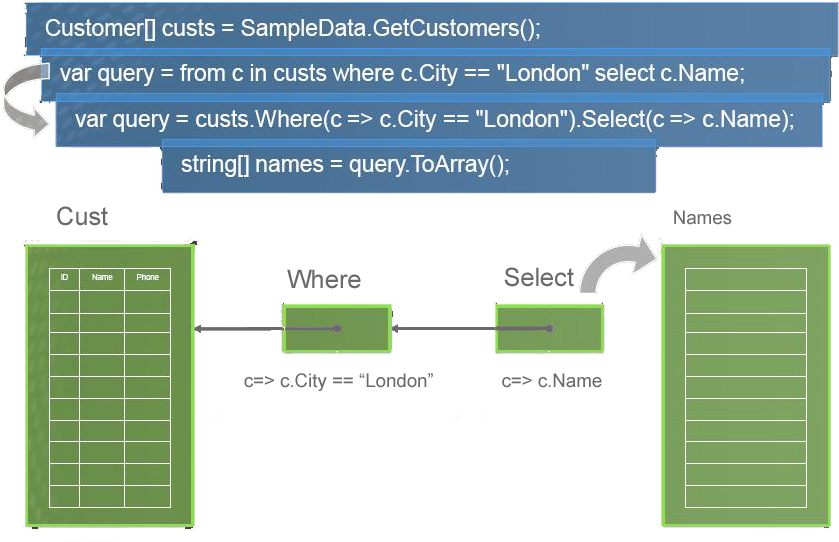 Customer[] custs = SampleData.GetCustomers();
var query = from c in custs where c.City == "London" select c.Name;
var query = custs.Where(c => c.City == "London").Select(c => c.Name);
string[] names = query.ToArray();
Cust
Names
Where
Select
ID Name Phone
c=> c.City == “London”
c=> c.Name